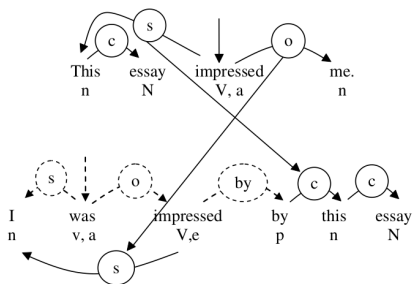 s
c o
This essay impressed me.
n N V, a n
s o by c c
I was impressed by this essay
n v, a V,e p n N
s